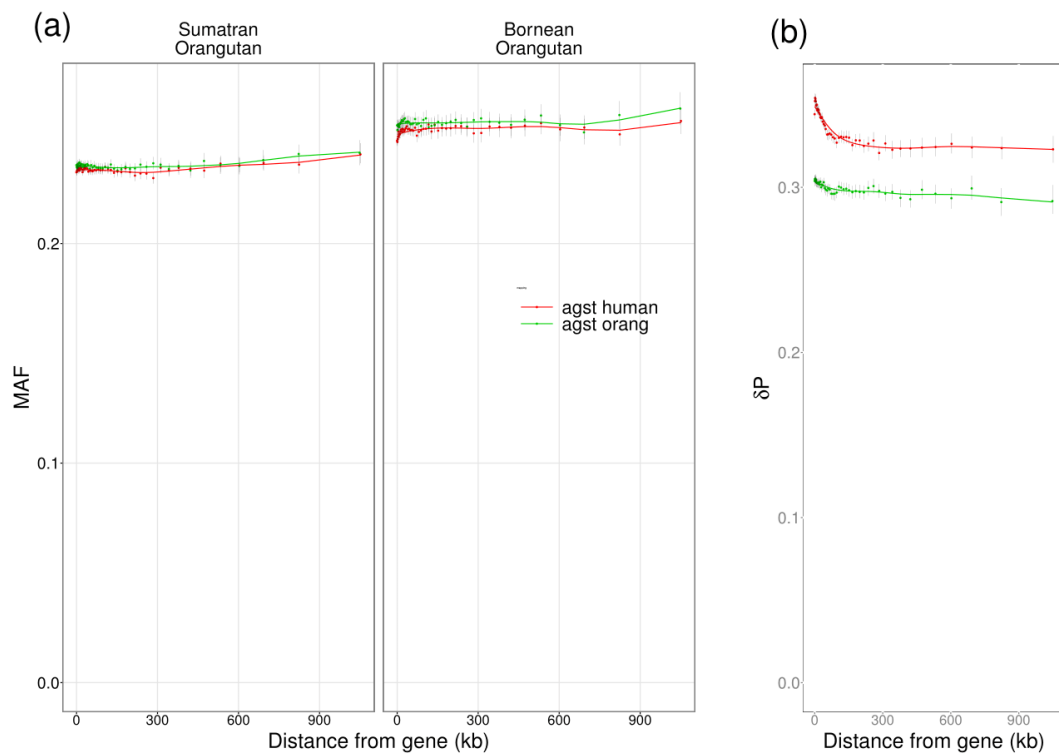 (a)
Sumatran
Orangutan
Bornean
Orangutan
(b)
MAF
0.2
0.1
0.0
agst human
agst orang
0
300
600
900
0
300
600
900
Distance from gene (kb)
δP
0.3
0.2
0.1
0.0
0
300
600
900
Distance from gene (kb)